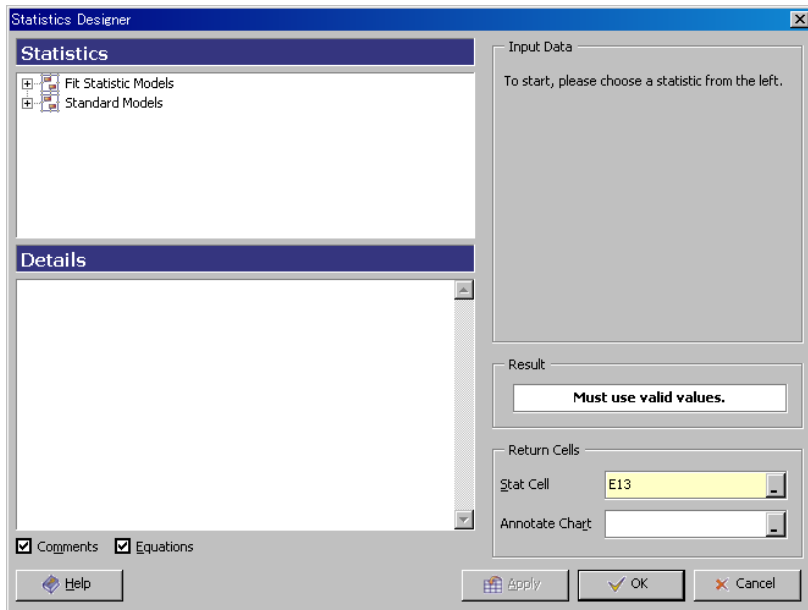 Statistics Designer
Statistics
Fit Statistic Models
Standard Models
Details
Comments
Equations
Help
Input Data
To start, please choose a statistic from the left.
Result
Must use valid values.
Return Cells
Stat Cell
E13
Annotate Chart
Apply
OK
Cancel